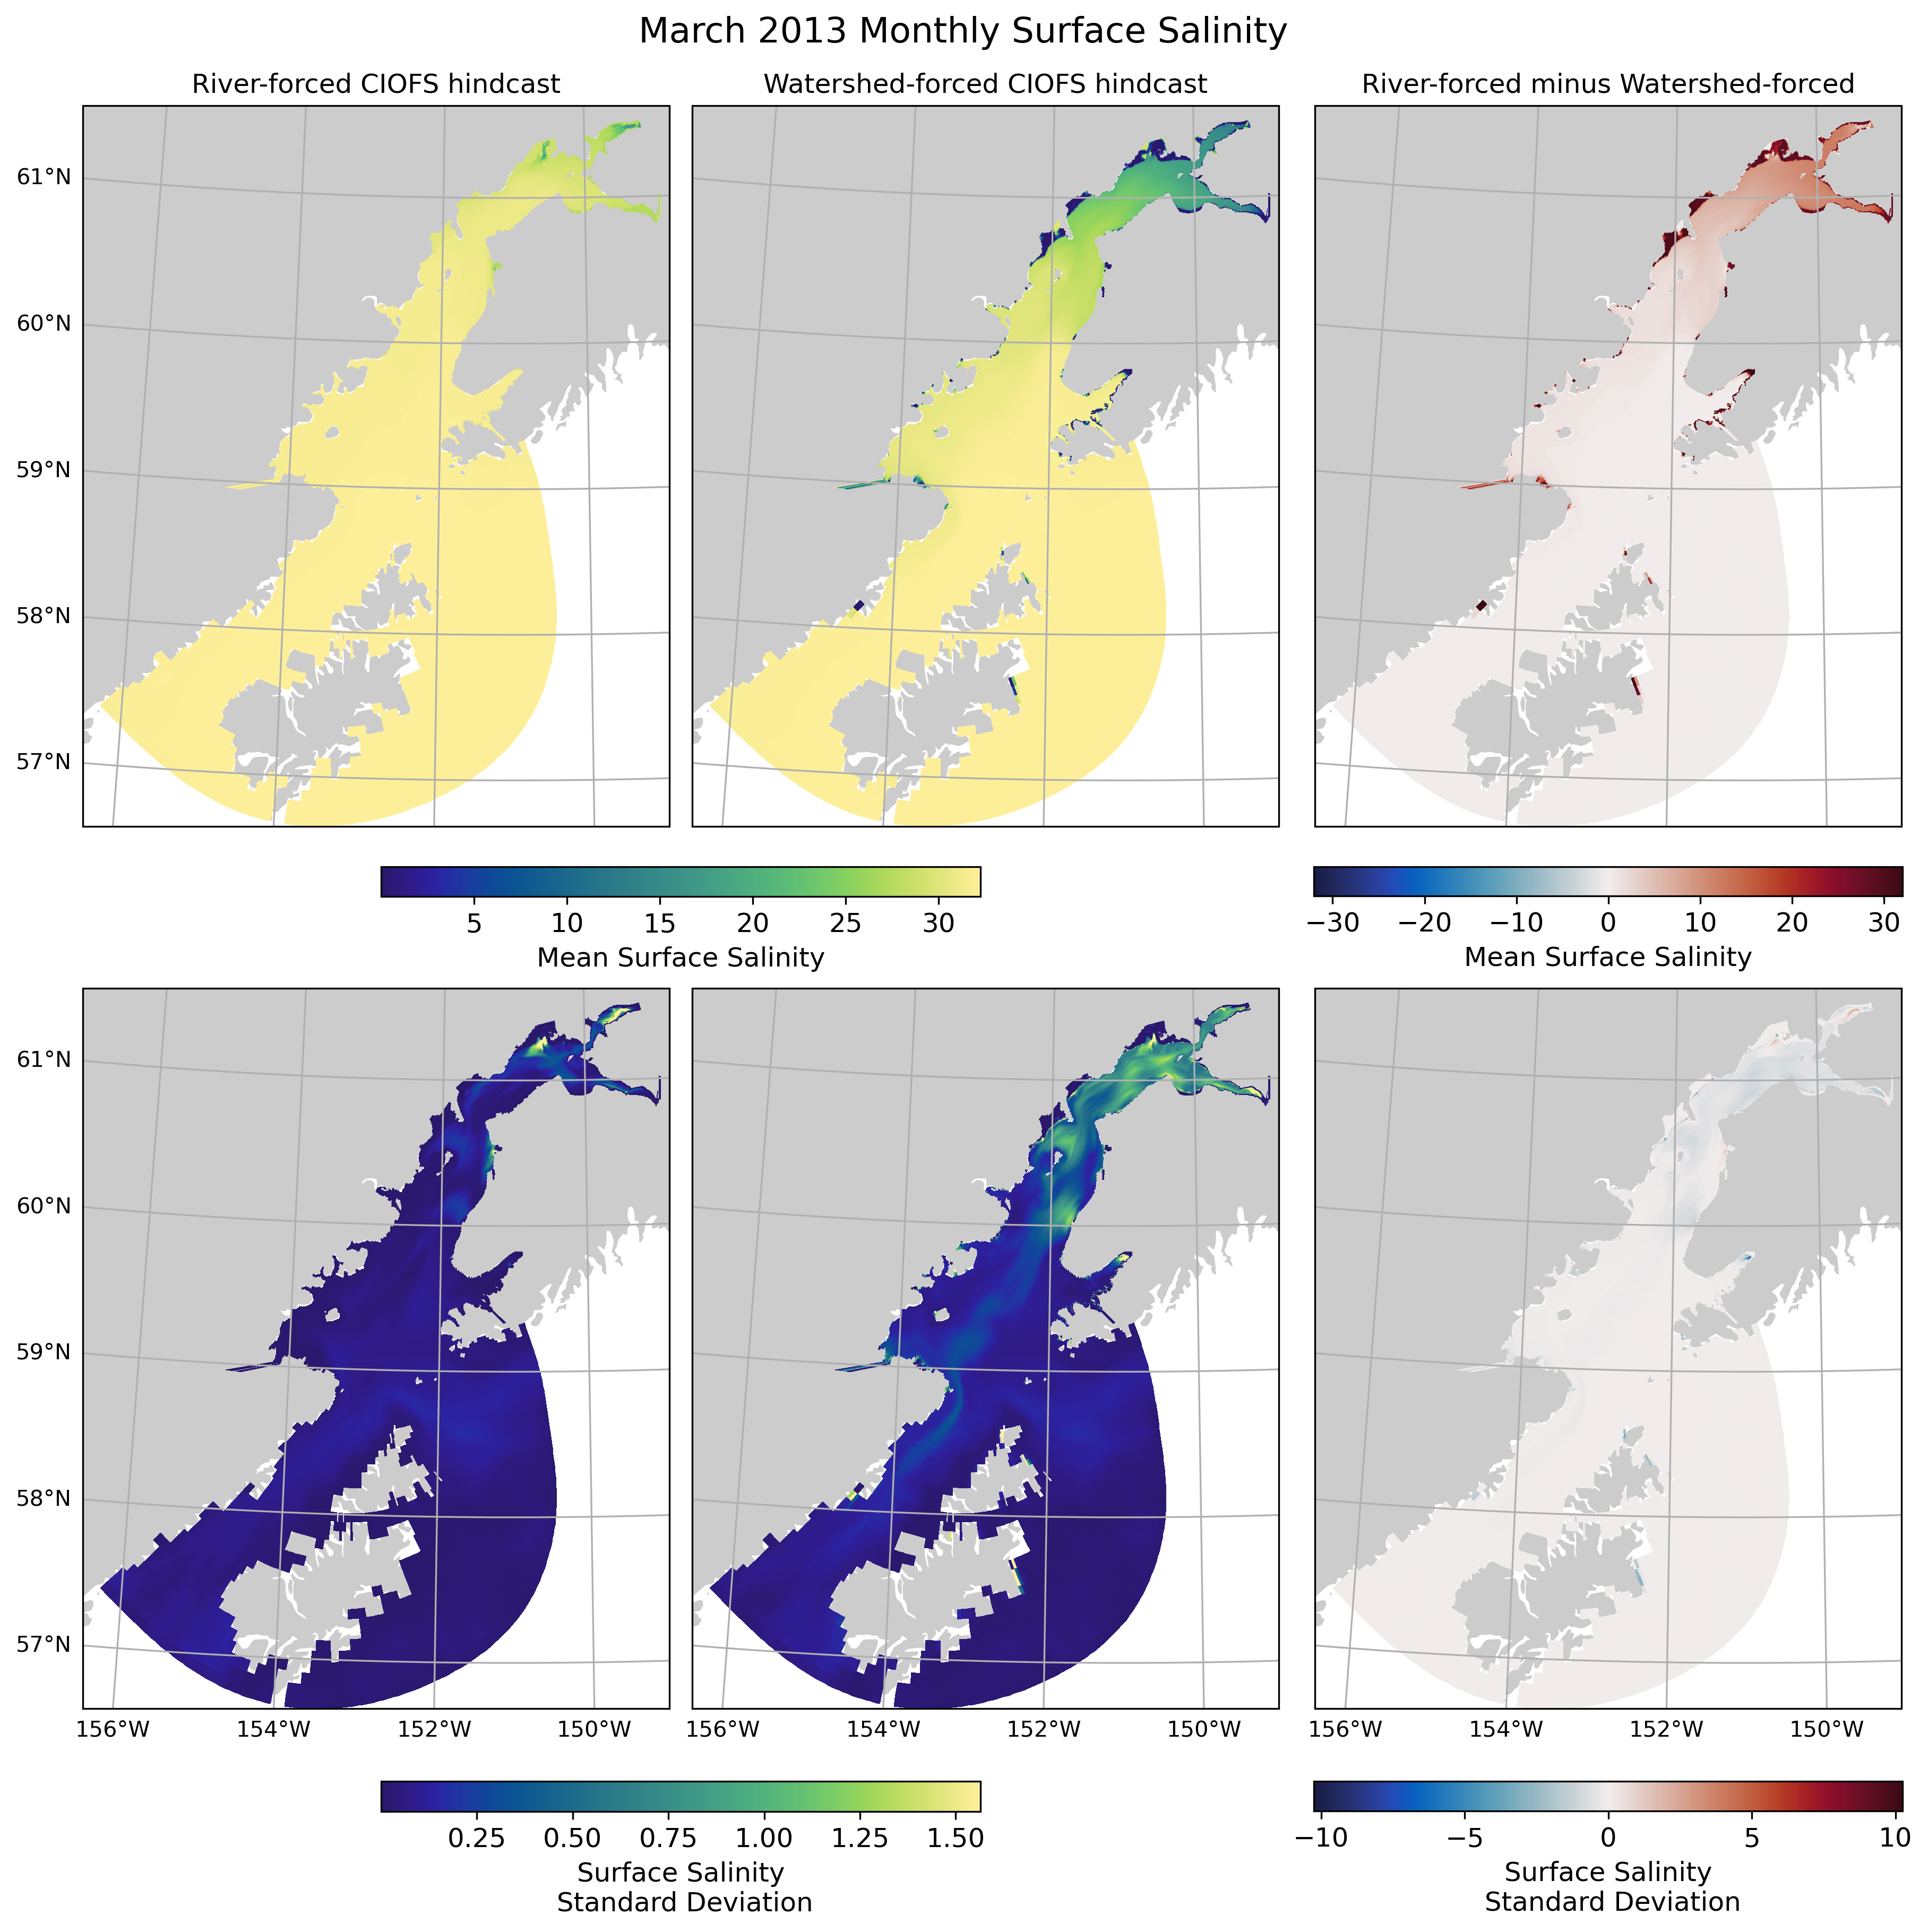 March 2013 Monthly Surface Salinity
River-forced CIOFS hindcast
Watershed-forced CIOFS hindcast
River-forced minus Watershed-forced
61°N
60°N
59°N
58°N
57°N
5 10 15 20 25 30
Mean Surface Salinity
−30 −20 −10 0 10 20 30
Mean Surface Salinity
61°N
60°N
59°N
58°N
57°N
156°W 154°W 152°W 150°W
156°W 154°W 152°W 150°W
156°W 154°W 152°W 150°W
0.25 0.50 0.75 1.00 1.25 1.50
Surface Salinity
Standard Deviation
−10 −5 0 5 10
Surface Salinity
Standard Deviation